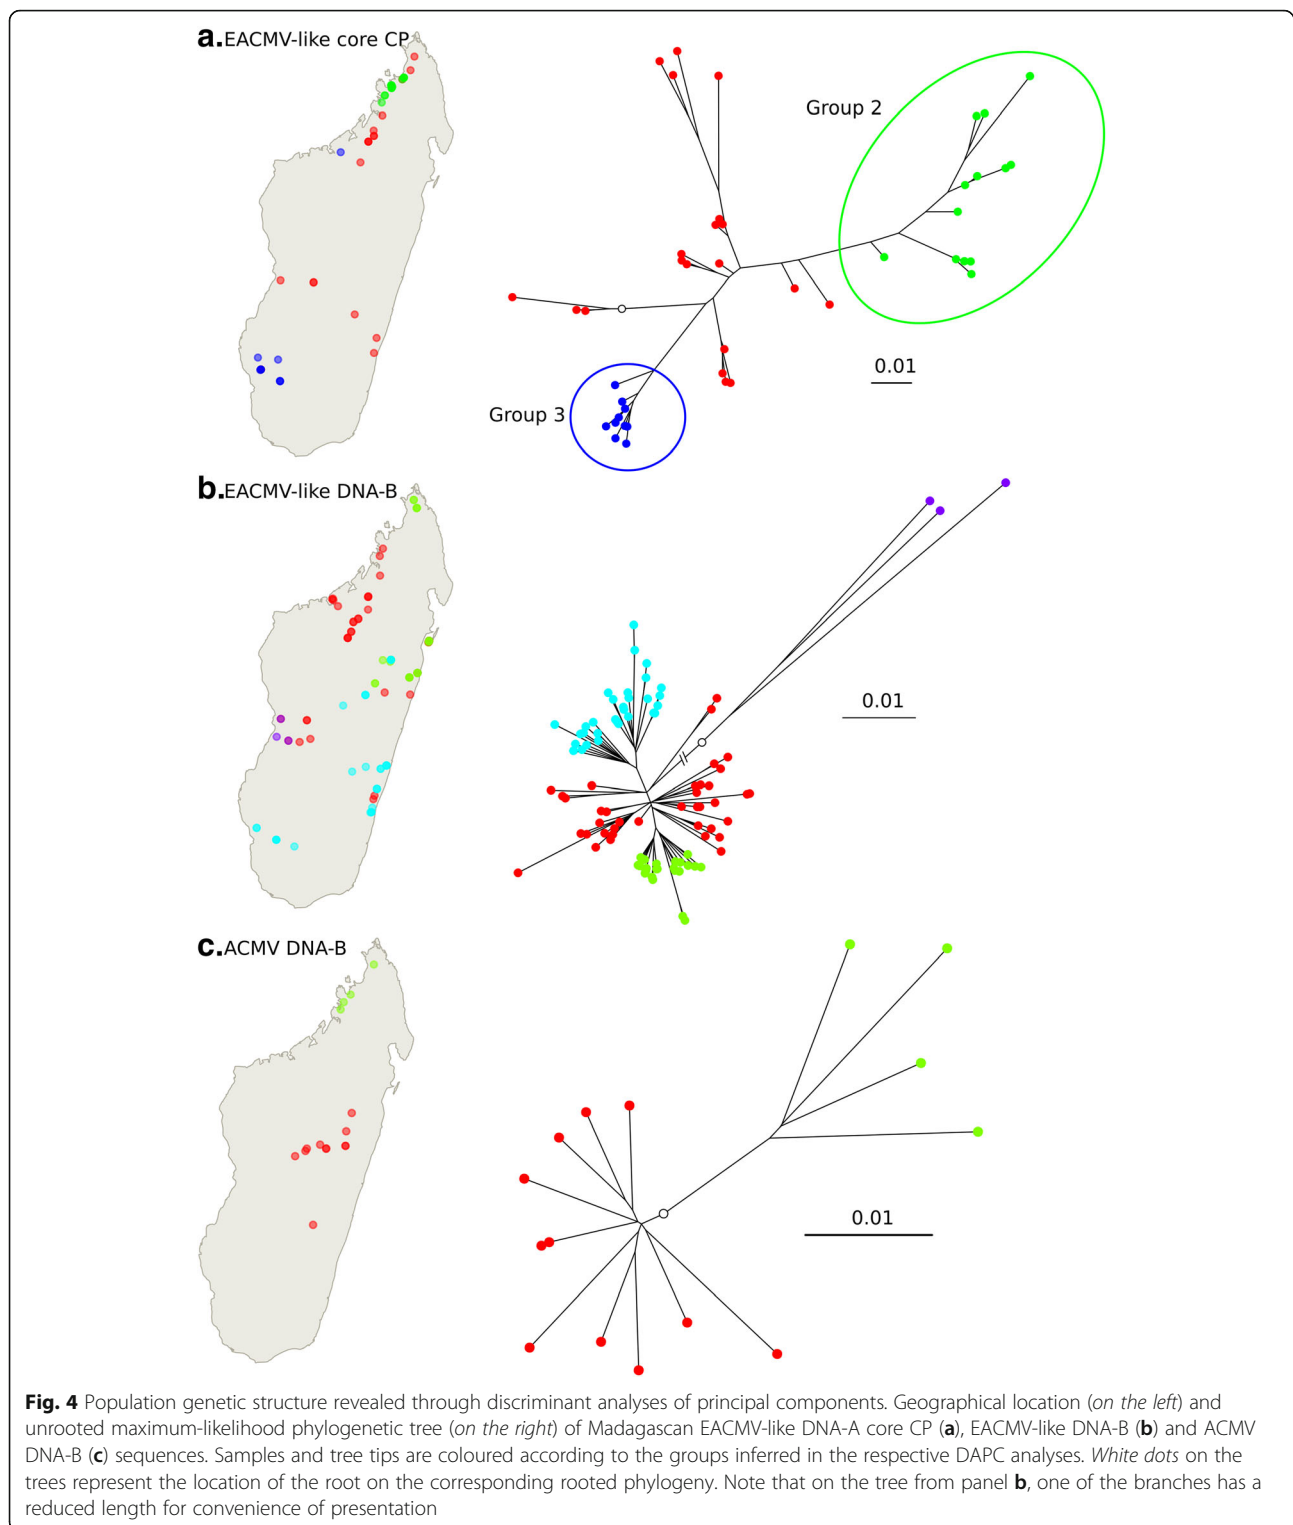 a. EACMV-like core CP
Group 2
0.01
Group 3
b. EACMV-like DNA-B
0.01
c. ACMV DNA-B
0.01
Fig. 4 Population genetic structure revealed through discriminant analyses of principal components. Geographical location (on the left) and
unrooted maximum-likelihood phylogenetic tree (on the right) of Madagascan EACMV-like DNA-A core CP (a), EACMV-like DNA-B (b) and ACMV
DNA-B (c) sequences. Samples and tree tips are coloured according to the groups inferred in the respective DAPC analyses. White dots on the
trees represent the location of the root on the corresponding rooted phylogeny. Note that on the tree from panel b, one of the branches has a
reduced length for convenience of presentation